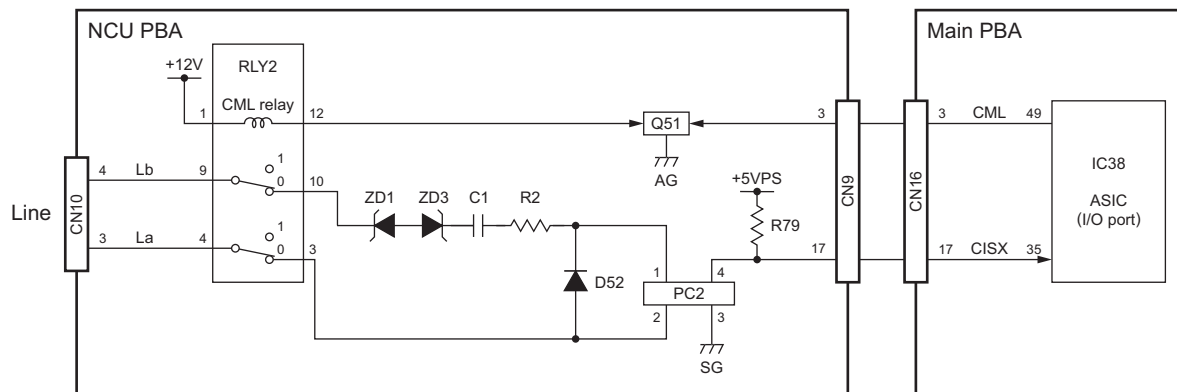 NCU PBA
Main PBA
+12V
RLY2
CML relay
1
12
Q51
3
3
CML
49
AG
IC38
ASIC
(I/O port)
Line
CN10
4
Lb
9
1
0
10
3
La
4
1
0
3
ZD1
ZD3
C1
R2
+5VPS
R79
CN9
CN16
17
17
CISX
35
D52
1
4
PC2
2
3
SG